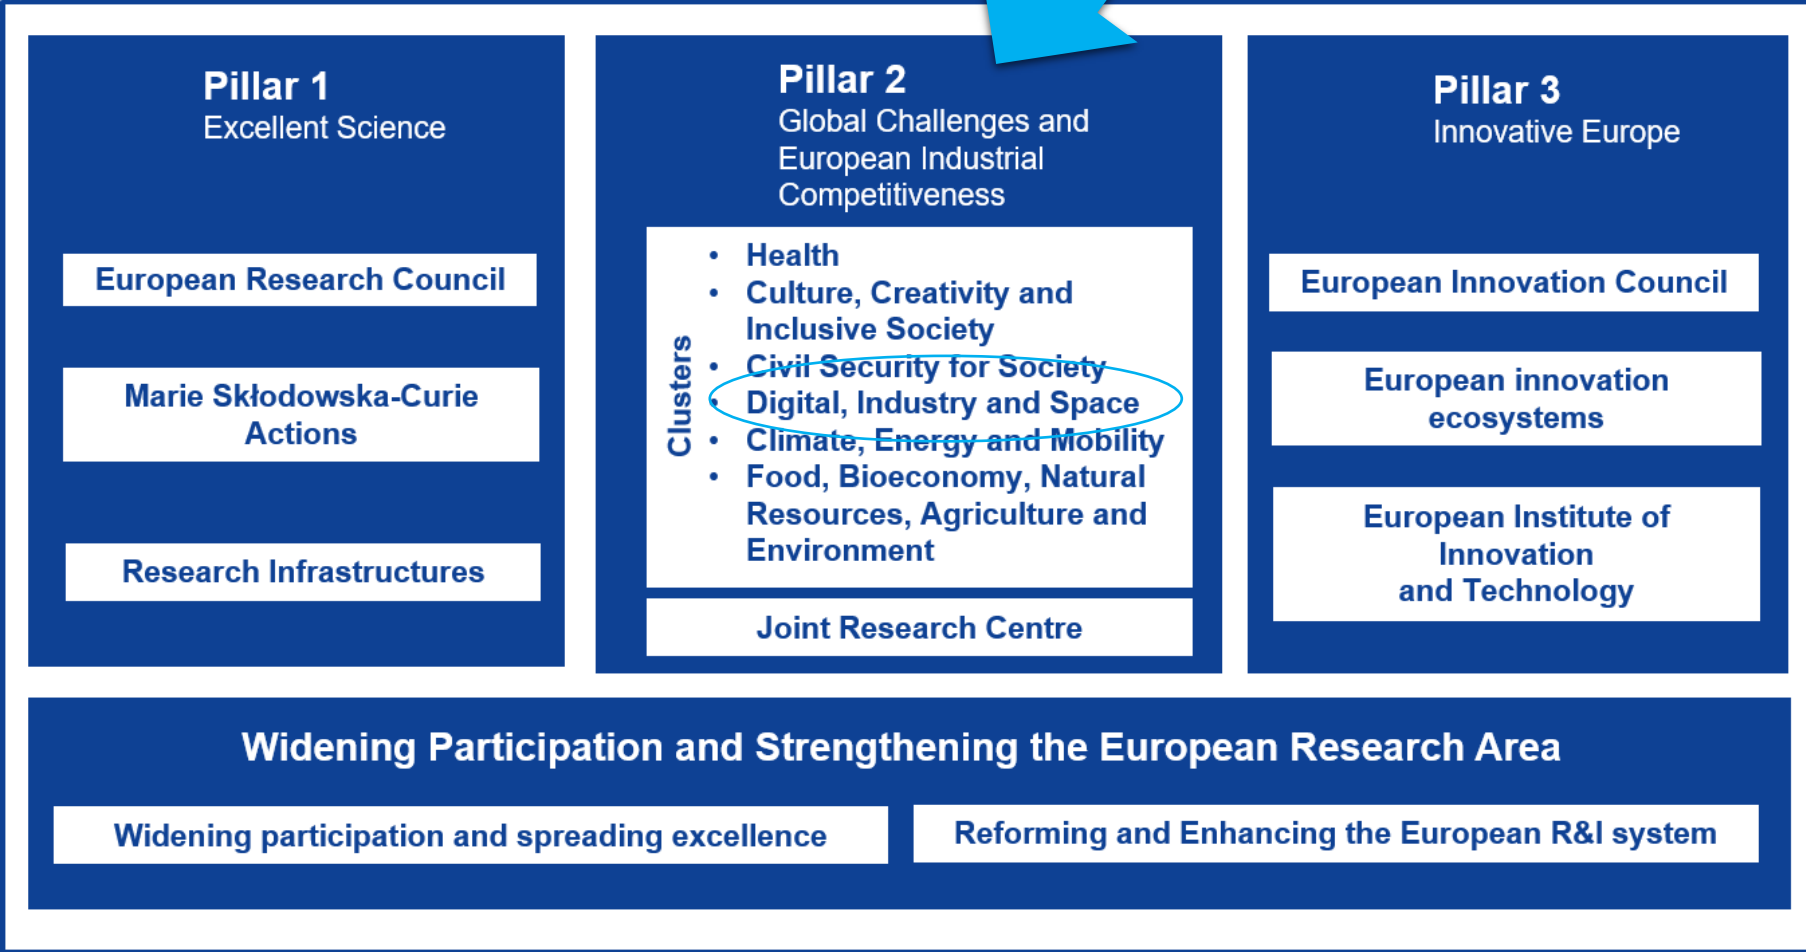 Pillar 1
Excellent Science
European Research Council
Marie Skłodowska-Curie
Actions
Research Infrastructures
Pillar 2
Global Challenges and
European Industrial
Competitiveness
Clusters
• Health
• Culture, Creativity and
Inclusive Society
• Civil Security for Society
• Digital, Industry and Space
• Climate, Energy and Mobility
• Food, Bioeconomy, Natural
Resources, Agriculture and
Environment
Joint Research Centre
Pillar 3
Innovative Europe
European Innovation Council
European innovation
ecosystems
European Institute of
Innovation
and Technology
Widening Participation and Strengthening the European Research Area
Widening participation and spreading excellence
Reforming and Enhancing the European R&I system